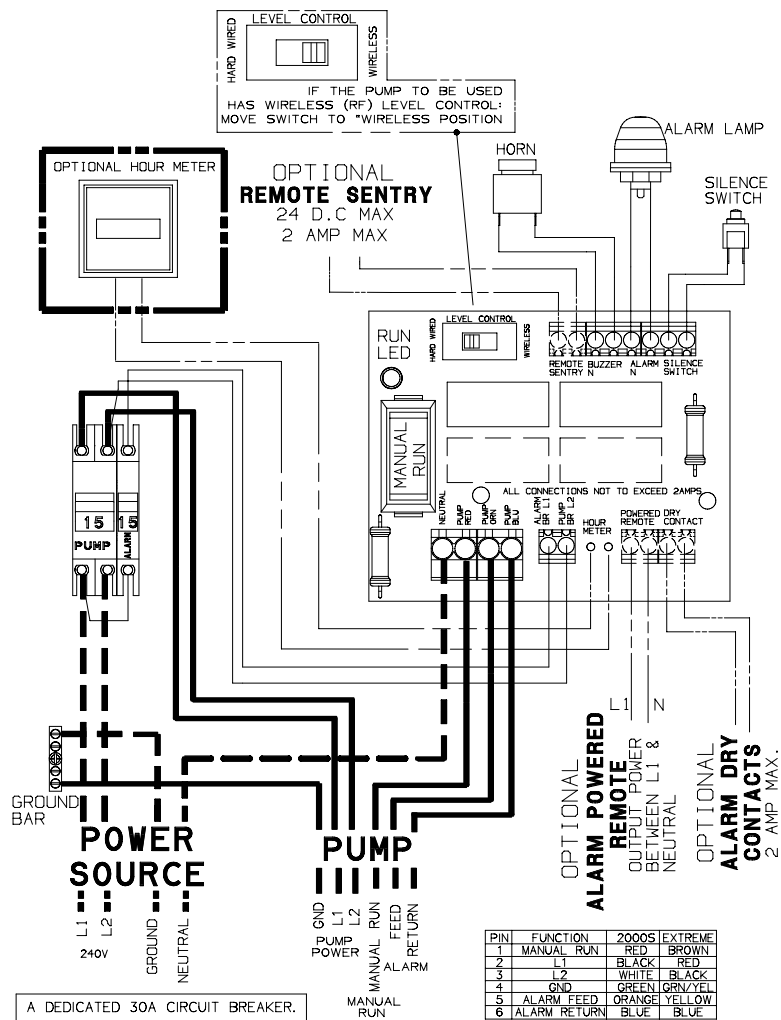 LEVEL CONTROL
HARD WIRED
WIRELESS
IF THE PUMP TO BE USED
HAS WIRELESS (RF) LEVEL CONTROL:
MOVE SWITCH TO "WIRELESS POSITION
OPTIONAL HOUR METER
OPTIONAL
REMOTE SENTRY
24 D.C MAX
2 AMP MAX
HORN
ALARM LAMP
SILENCE
SWITCH
RUN
LED
LEVEL CONTROL
HARD WIRED
WIRELESS
REMOTE BUZZER ALARM SILENCE
SENTRY N N SWITCH
MANUAL
RUN
ALL CONNECTIONS NOT TO EXCEED 2AMPS
NEUTRAL
PUMP
RED
PUMP
ORN
PUMP
BLU
ALARM
BR L1
PUMP
BR L2
HOUR
METER
POWERED DRY
REMOTE CONTACT
15
15
PUMP
ALARM
L1 N
GROUND
BAR
POWER
SOURCE
L1
L2
240V
GROUND
NEUTRAL
PUMP
GND
L1
L2
PUMP
POWER
MANUAL RUN
FEED
RETURN
ALARM
MANUAL
RUN
OPTIONAL
ALARM POWERED
REMOTE
OUTPUT POWER
BETWEEN L1 &
NEUTRAL
OPTIONAL
ALARM DRY
CONTACTS
2 AMP MAX.
A DEDICATED 30A CIRCUIT BREAKER.
PIN FUNCTION 2000S EXTREME
1 MANUAL RUN RED BROWN
2 L1 BLACK RED
3 L2 WHITE BLACK
4 GND GREEN GRN/YEL
5 ALARM FEED ORANGE YELLOW
6 ALARM RETURN BLUE BLUE